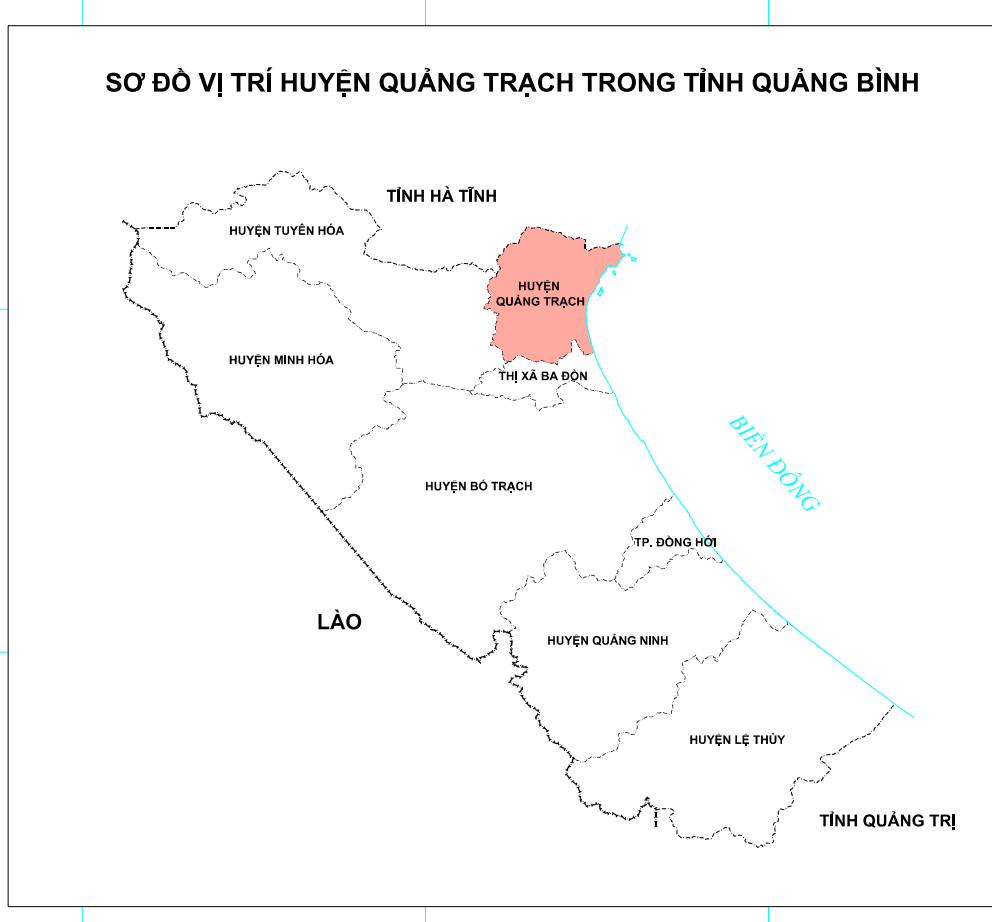 SƠ ĐỒ VỊ TRÍ HUYỆN QUẢNG TRẠCH TRONG TỈNH QUẢNG BÌNH
TỈNH HÀ TĨNH
HUYỆN TUYÊN HÓA
HUYỆN
QUẢNG TRẠCH
HUYỆN MINH HÓA
THỊ XÃ BA ĐÒN
BIỂN ĐÔNG
HUYỆN BÓ TRẠCH
TP. ĐỒNG HỚI
LÀO
HUYỆN QUẢNG NINH
HUYỆN LỆ THỦY
TỈNH QUẢNG TRỊ